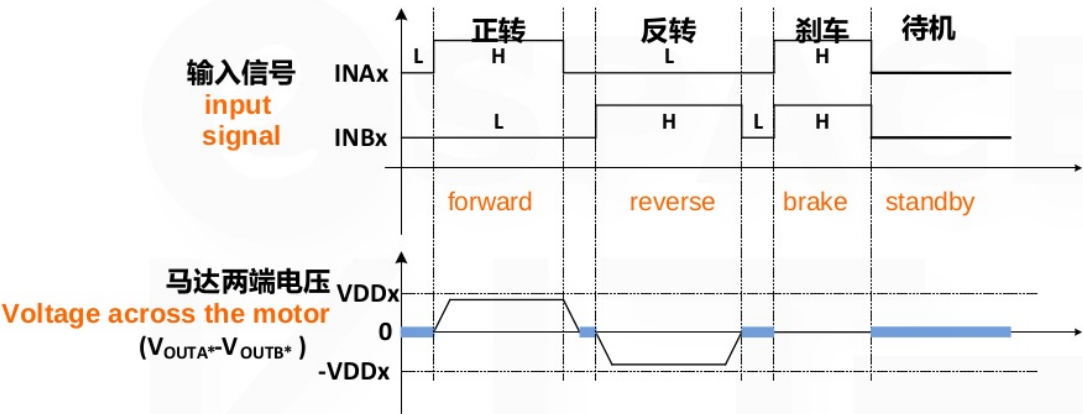 正转
反转
刹车
待机
输入信号
input
signal
INAx
L
H
L
H
INBx
L
H
L
H
forward
reverse
brake
standby
马达两端电压
Voltage across the motor
(VOUTA*-VOUTB* )
VDDx
0
-VDDx